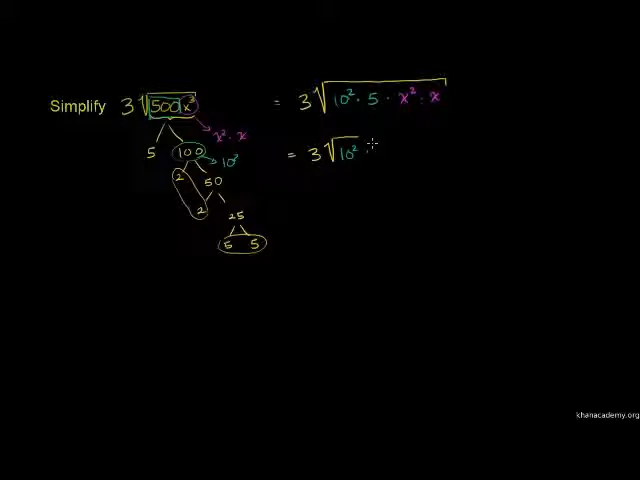 Simplify 3√500x³ = 3√10²·5·x²·x
x²·x
5 100 10² = 3√10² ·
2 50
2 25
5 5
khanacademy.org